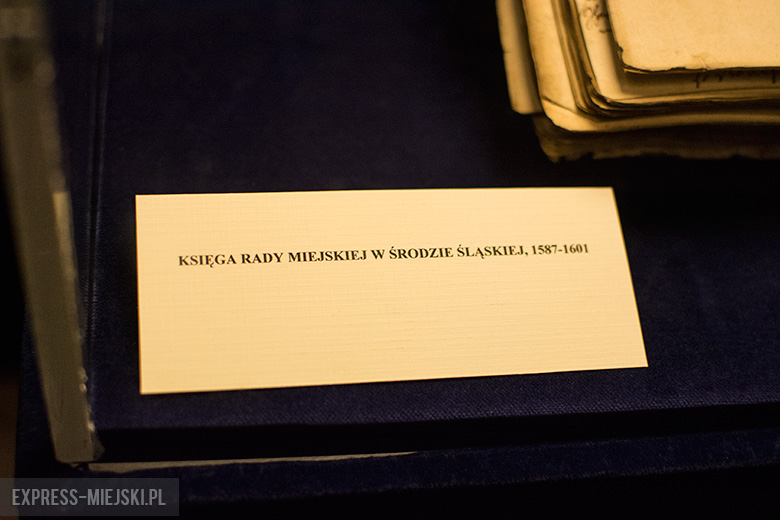 KSIĘGA RADY MIEJSKIEJ W ŚRODZIE ŚLĄSKIEJ, 1587-1601
EXPRESS-MIEJSKI.PL